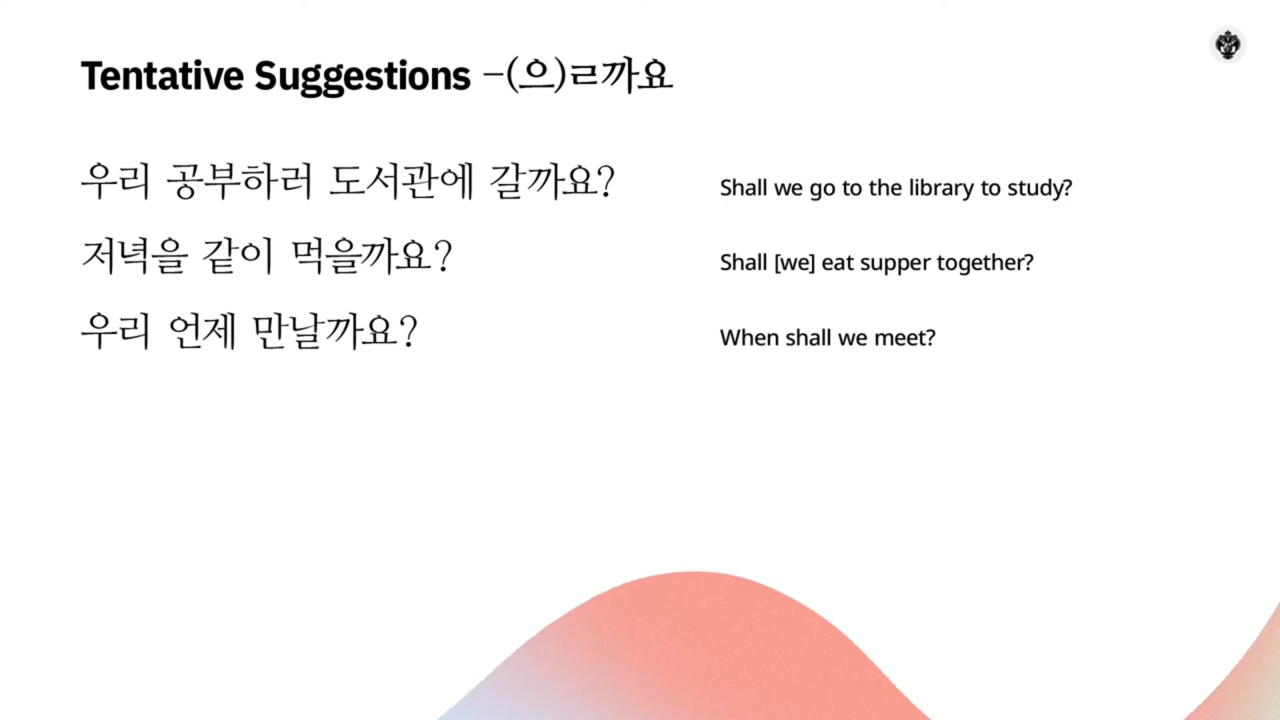 Tentative Suggestions –(으)ㄹ까요
우리 공부하러 도서관에 갈까요?
Shall we go to the library to study?
저녁을 같이 먹을까요?
Shall [we] eat supper together?
우리 언제 만날까요?
When shall we meet?